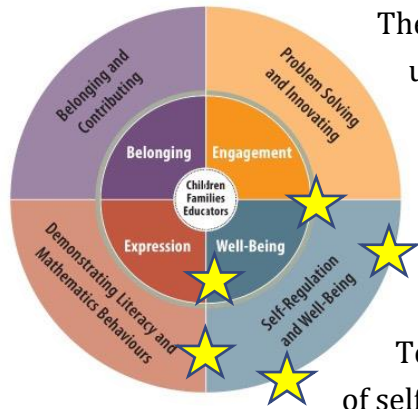 The
u
Belonging and
Contributing
Problem Solving
and Innovating
Belonging
Engagement
Children
Families
Educators
Expression
Well-Being
Demonstrating Literacy and
Mathematics Behaviours
Self-Regulation
and Well-Being
To
of self